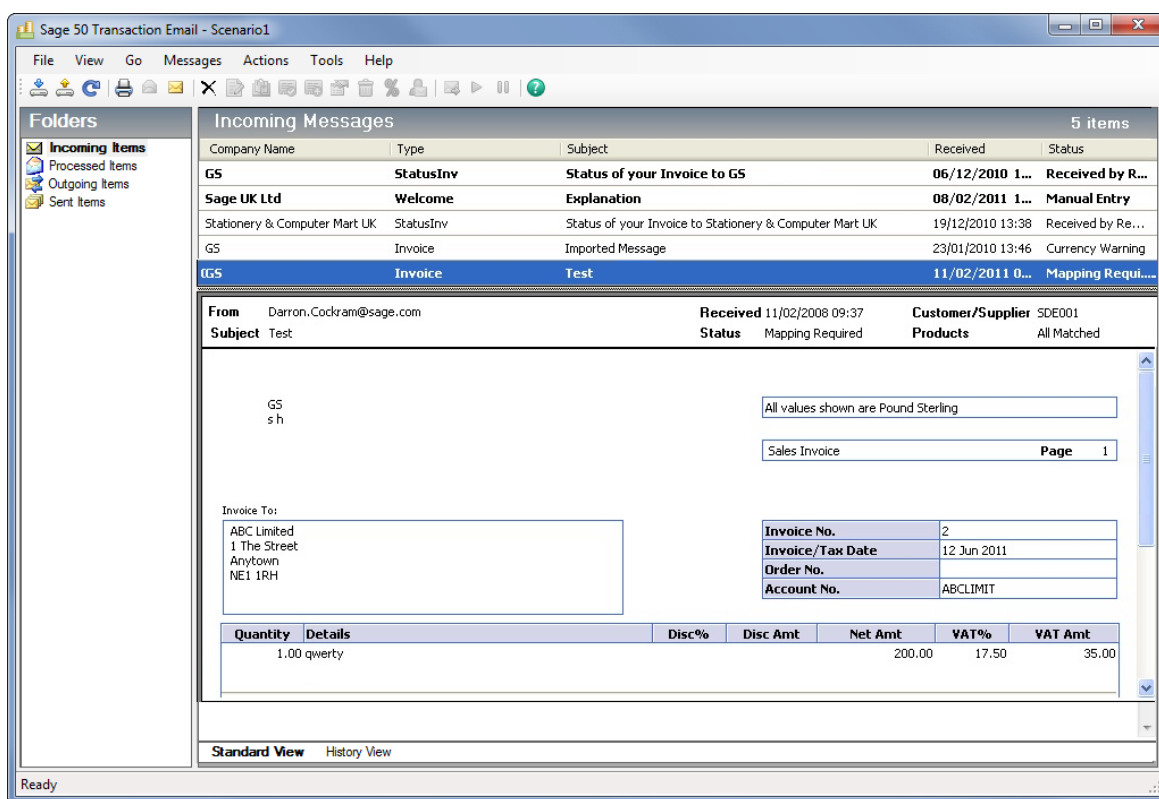 Sage 50 Transaction Email - Scenario1
File View Go Messages Actions Tools Help
Folders
Incoming Items
Processed Items
Outgoing Items
Sent Items
Incoming Messages 5 items
Company Name Type Subject Received Status
GS StatusInv Status of your Invoice to GS 06/12/2010 1... Received by R...
Sage UK Ltd Welcome Explanation 08/02/2011 1... Manual Entry
Stationery & Computer Mart UK StatusInv Status of your Invoice to Stationery & Computer Mart UK 19/12/2010 13:38 Received by Re...
GS Invoice Imported Message 23/01/2010 13:46 Currency Warning
GS Invoice Test 11/02/2011 0... Mapping Requi.....
From Darron.Cockram@sage.com Received 11/02/2008 09:37 Customer/Supplier SDE001
Subject Test Status Mapping Required Products All Matched
GS
s h
All values shown are Pound Sterling
Sales Invoice Page 1
Invoice To:
ABC Limited
1 The Street
Anytown
NE1 1RH
Invoice No. 2
Invoice/Tax Date 12 Jun 2011
Order No.
Account No. ABCLIMIT
Quantity Details Disc% Disc Amt Net Amt VAT% VAT Amt
1.00 qwerty 200.00 17.50 35.00
Standard View History View
Ready